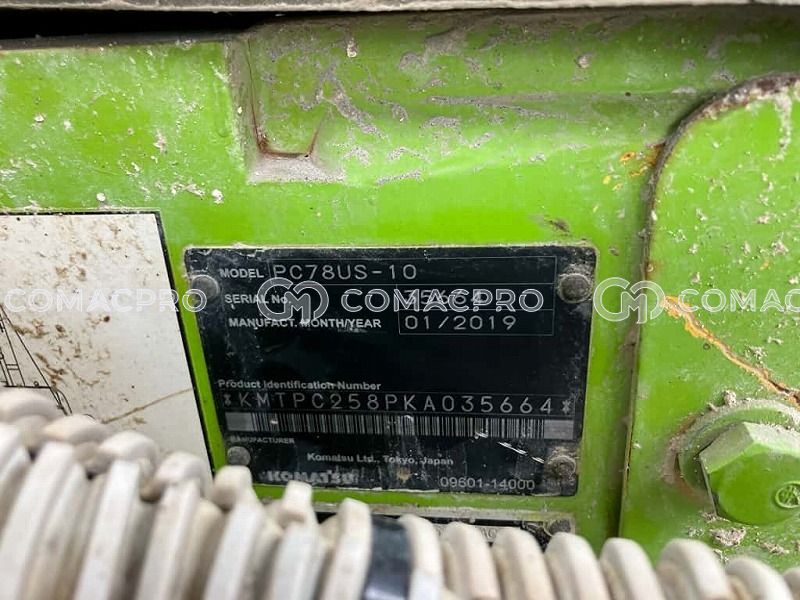 MODEL PC78US-10
SERIAL No. 35664
MANUFACT. MONTH/YEAR 01/2019
COMACPRO COMACPRO COMACPRO
Product Identification Number
*KMTPC258PKA035664*
MANUFACTURER
Komatsu Ltd., Tokyo, Japan
KOMATSU 09601-14000